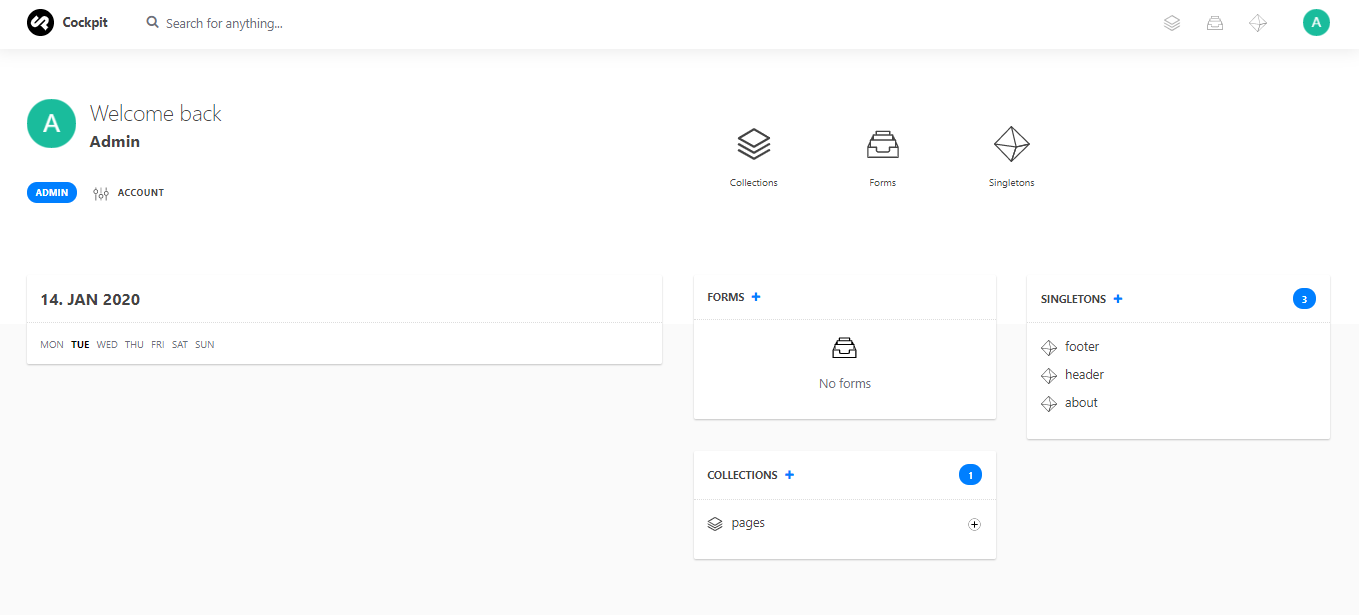 Cockpit
Search for anything...
A
A
Welcome back
Admin
ADMIN
ACCOUNT
Collections
Forms
Singletons
14. JAN 2020
MON TUE WED THU FRI SAT SUN
FORMS +
No forms
COLLECTIONS +
1
pages
SINGLETONS +
3
footer
header
about